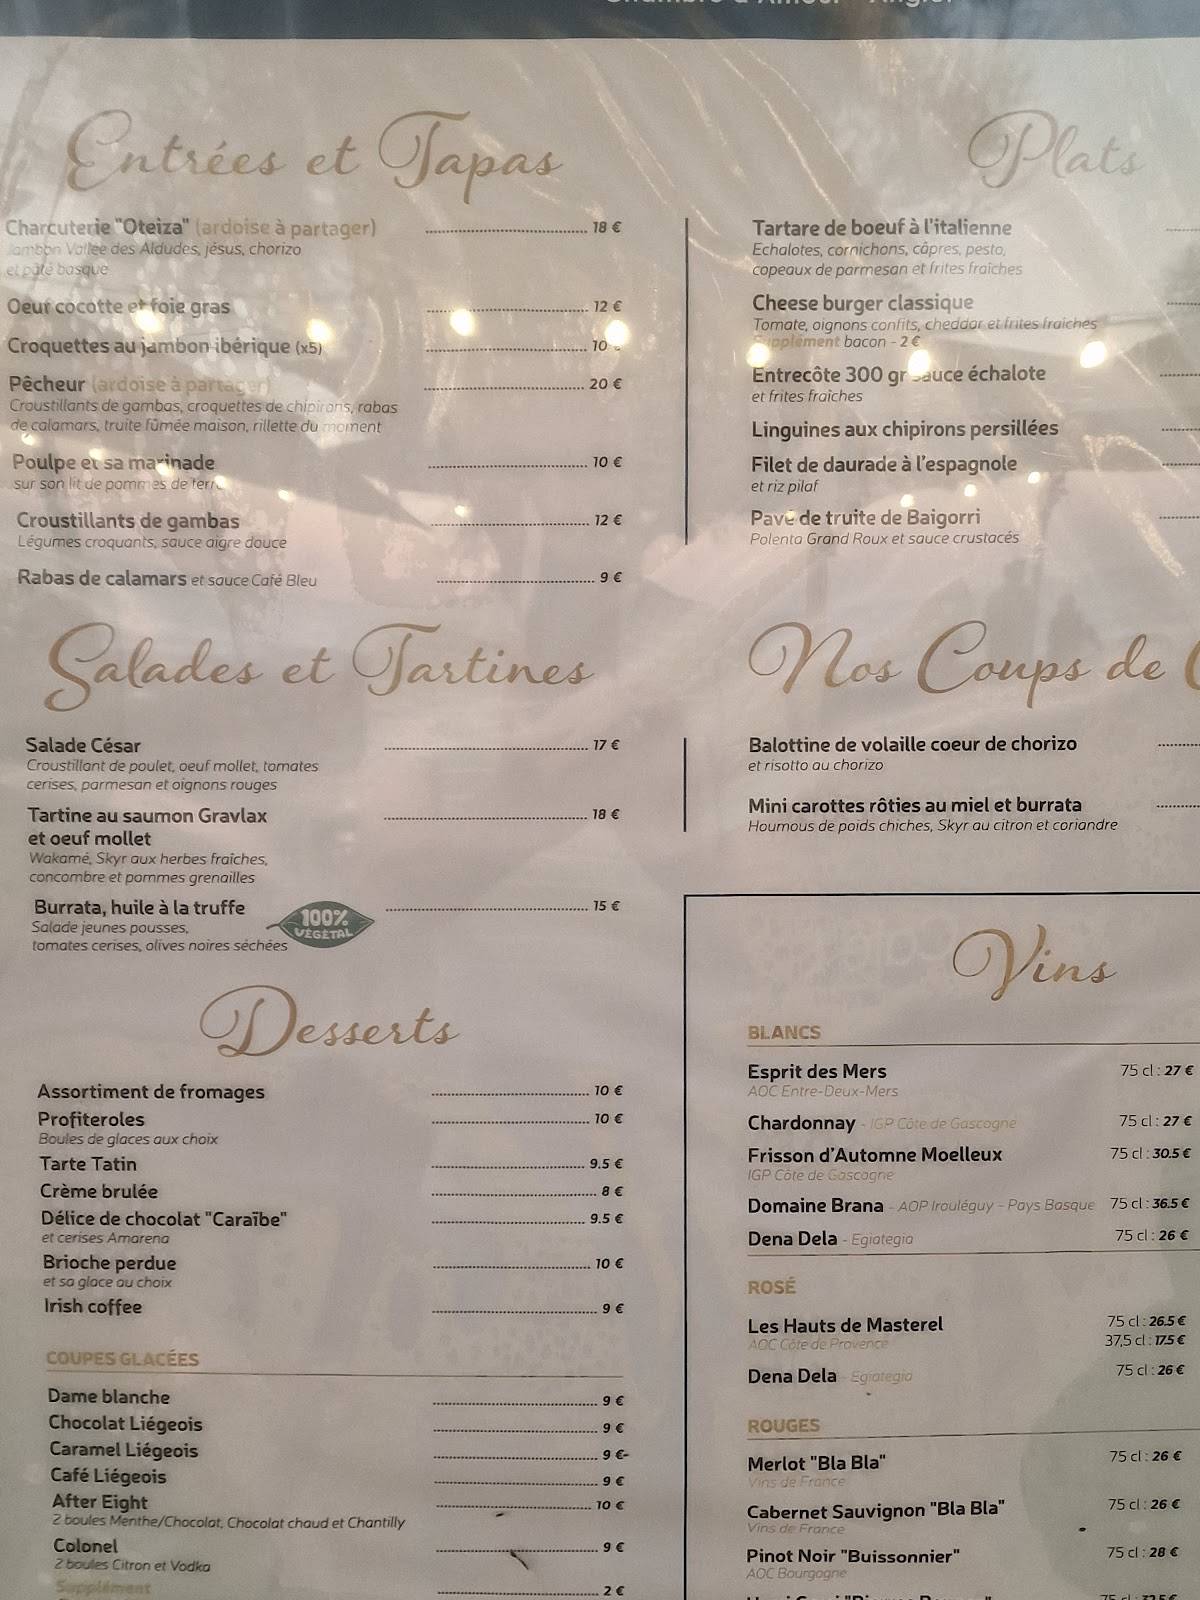 Entrées et Tapas
Charcuterie "Oteiza" (ardoise à partager) 18 €
Jambon Vallée des Aldudes, jésus, chorizo
et pâté basque
Oeuf cocotte et foie gras 12 €
Croquettes au jambon ibérique (x5) 10
Pêcheur (ardoise à partager) 20 €
Croustillants de gambas, croquettes de chipirons, rabas
de calamars, truite fûmée maison, rillette du moment
Poulpe et sa marinade 10 €
sur son lit de pommes de terre
Croustillants de gambas 12 €
Légumes croquants, sauce aigre douce
Rabas de calamars et sauce Café Bleu 9 €
Plats
Tartare de boeuf à l'italienne
Echalotes, cornichons, câpres, pesto,
copeaux de parmesan et frites fraîches
Cheese burger classique
Tomate, oignons confits, cheddar et frites fraiches
Supplément bacon - 2 €
Entrecôte 300 gr sauce échalote
et frites fraiches
Linguines aux chipirons persillées
Filet de daurade à l'espagnole
et riz pilaf
Pavé de truite de Baigorri
Polenta Grand Roux et sauce crustacés
Salades et Tartines
Salade César 17 €
Croustillant de poulet, oeuf mollet, tomates
cerises, parmesan et oignons rouges
Tartine au saumon Gravlax 18 €
et oeuf mollet
Wakamé, Skyr aux herbes fraîches,
concombre et pommes grenailles
Burrata, huile à la truffe 15 €
Salade jeunes pousses,
tomates cerises, olives noires séchées
100%
VÉGÉTAL
Nos Coups de
Balottine de volaille coeur de chorizo
et risotto au chorizo
Mini carottes rôties au miel et burrata
Houmous de poids chiches, Skyr au citron et coriandre
Desserts
Assortiment de fromages 10 €
Profiteroles 10 €
Boules de glaces aux choix
Tarte Tatin 9.5 €
Crème brulée 8 €
Délice de chocolat "Caraïbe" 9.5 €
et cerises Amarena
Brioche perdue 10 €
et sa glace au choix
Irish coffee 9 €
COUPES GLACÉES
Dame blanche 9 €
Chocolat Liégeois 9 €
Caramel Liégeois 9 €
Café Liégeois 9 €
After Eight 10 €
2 boules Menthe/Chocolat, Chocolat chaud et Chantilly
Colonel 9 €
2 boules Citron et Vodka
Supplément 2 €
Vins
BLANCS
Esprit des Mers 75 cl : 27 €
AOC Entre-Deux-Mers
Chardonnay - IGP Côte de Gascogne 75 cl : 27 €
Frisson d'Automne Moelleux 75 cl : 30.5 €
IGP Côte de Gascogne
Domaine Brana - AOP Irouléguy - Pays Basque 75 cl : 36.5 €
Dena Dela - Egiategia 75 cl : 26 €
ROSÉ
Les Hauts de Masterel 75 cl : 26.5 €
AOC Côte de Provence 37,5 cl : 17.5 €
Dena Dela - Egiategia 75 cl : 26 €
ROUGES
Merlot "Bla Bla" 75 cl : 26 €
Vins de France
Cabernet Sauvignon "Bla Bla" 75 cl : 26 €
Vins de France
Pinot Noir "Buissonnier" 75 cl : 28 €
AOC Bourgogne